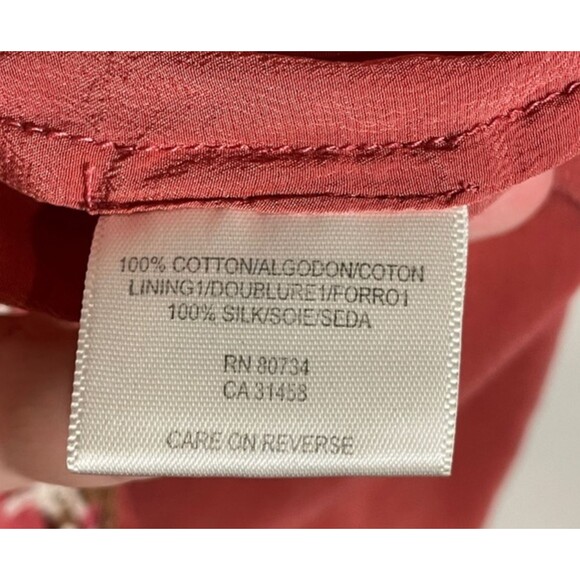 100% COTTON/ALGODON/COTON
LINING1/DOUBLURE1/FORRO1
100% SILK/SOIE/SEDA
RN 80734
CA 31458
CARE ON REVERSE